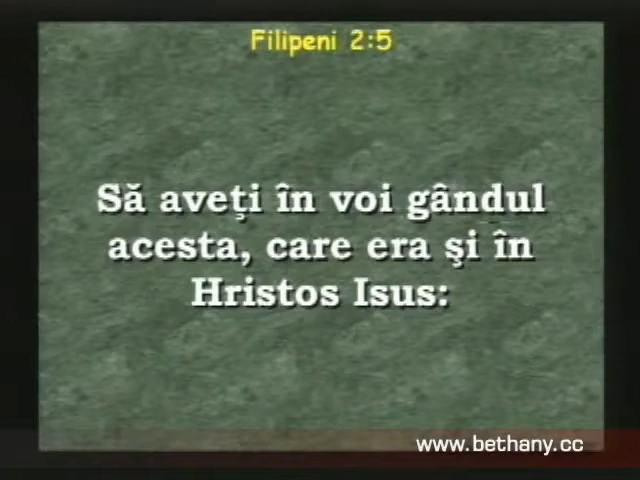 Filipeni 2:5
Să aveţi în voi gândul
acesta, care era şi în
Hristos Isus:
www.bethany.cc